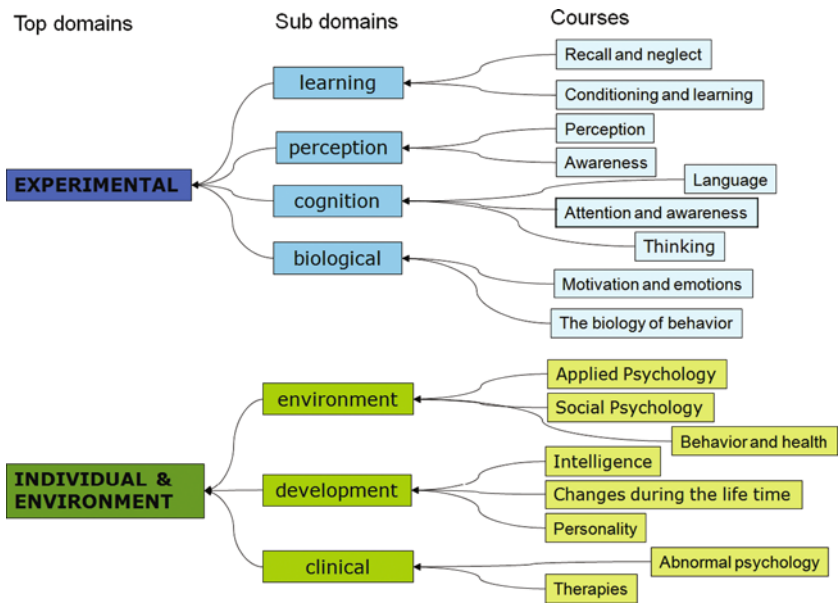 Top domains
Sub domains
Courses
EXPERIMENTAL
learning
Recall and neglect
Conditioning and learning
perception
Perception
Awareness
cognition
Language
Attention and awareness
Thinking
biological
Motivation and emotions
The biology of behavior
INDIVIDUAL &
ENVIRONMENT
environment
Applied Psychology
Social Psychology
Behavior and health
development
Intelligence
Changes during the life time
Personality
clinical
Abnormal psychology
Therapies